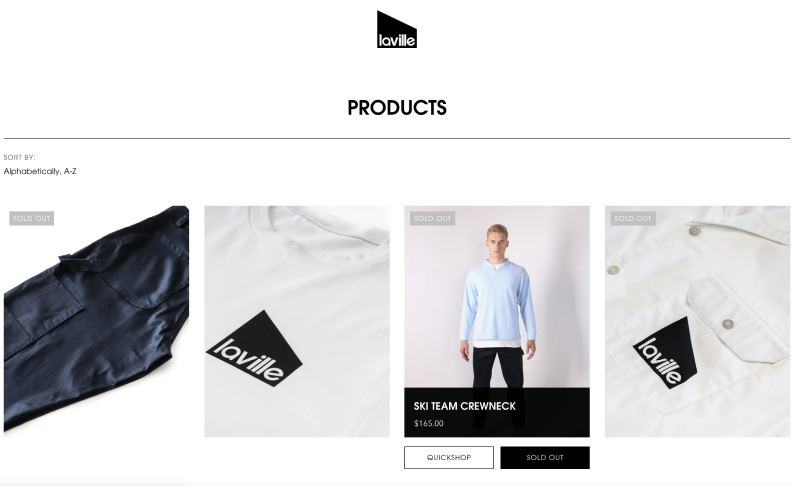 laville
PRODUCTS
SORT BY:
Alphabetically, A-Z
SOLD OUT
laville
SOLD OUT
SKI TEAM CREWNECK
$165.00
QUICKSHOP
SOLD OUT
SOLD OUT
laville